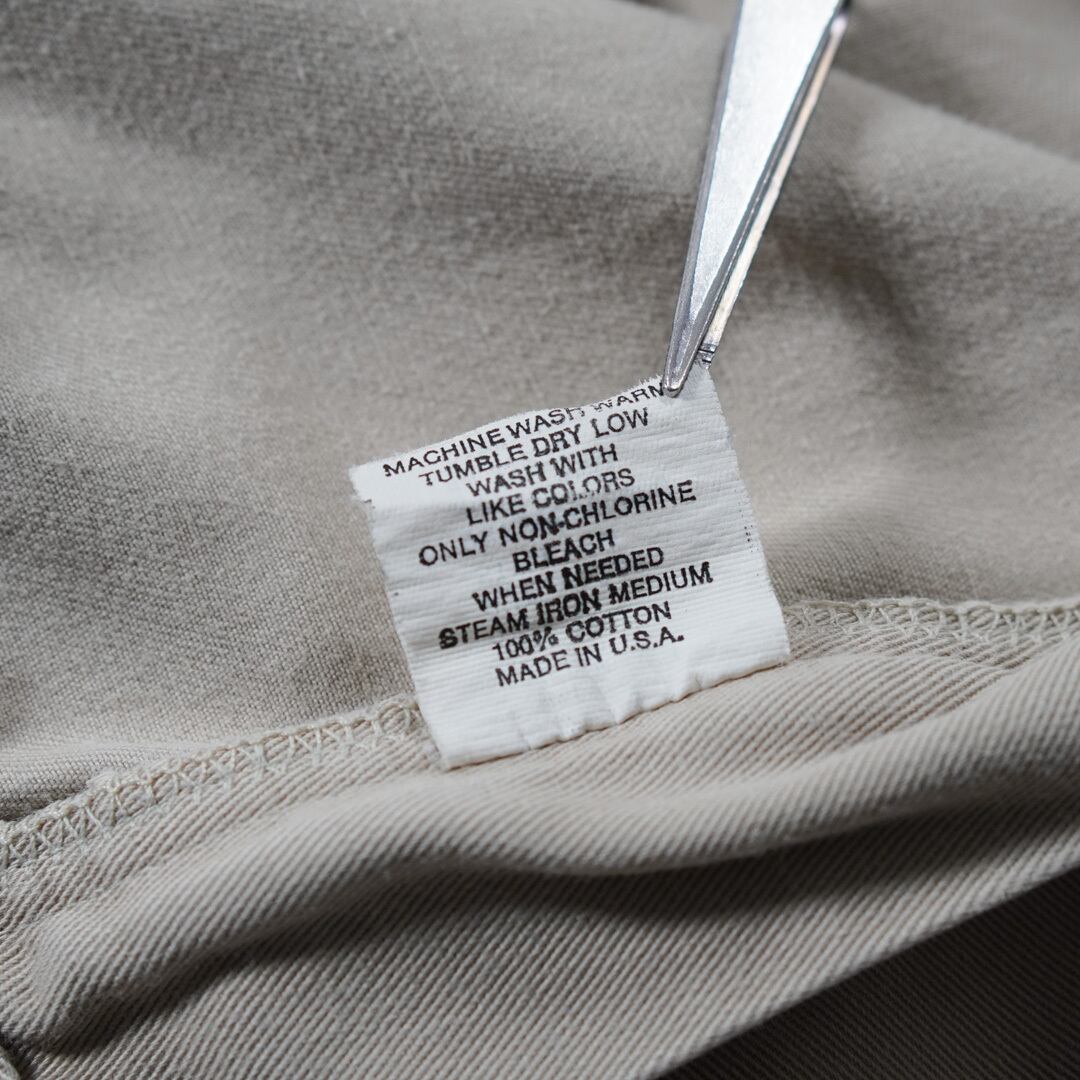 MACHINE WASH WARM
TUMBLE DRY LOW
WASH WITH
LIKE COLORS
ONLY NON-CHLORINE
BLEACH
WHEN NEEDED
STEAM IRON MEDIUM
100% COTTON
MADE IN U.S.A.